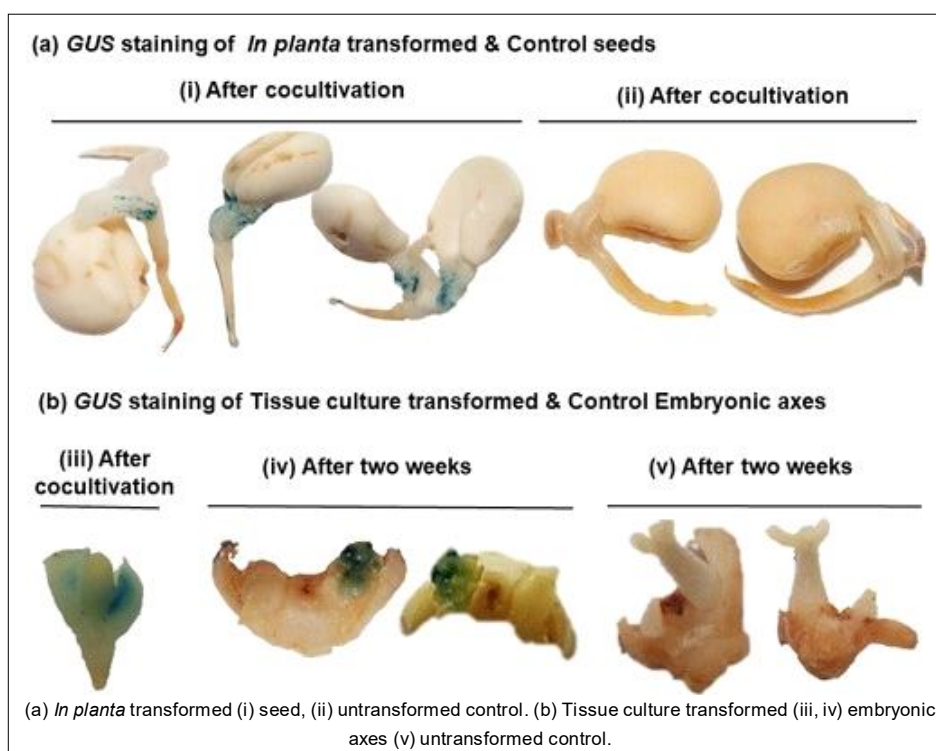 (a) GUS staining of In planta transformed & Control seeds
(i) After cocultivation
(ii) After cocultivation
(b) GUS staining of Tissue culture transformed & Control Embryonic axes
(iii) After
cocultivation
(iv) After two weeks
(v) After two weeks
(a) In planta transformed (i) seed, (ii) untransformed control. (b) Tissue culture transformed (iii, iv) embryonic
axes (v) untransformed control.